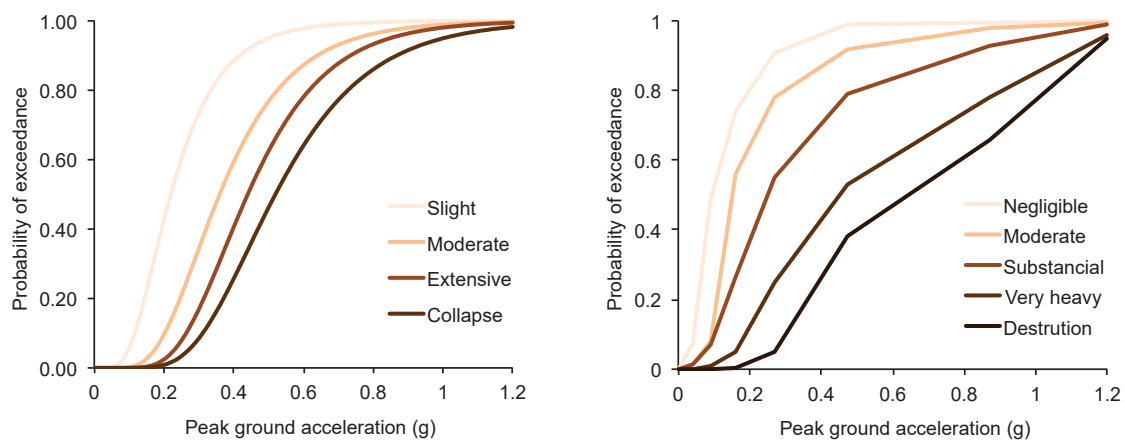 Probability of exceedance
1.00
0.80
0.60
0.40
0.20
0.00
0
0.2
0.4
0.6
0.8
1
1.2
Peak ground acceleration (g)
Slight
Moderate
Extensive
Collapse
Probability of exceedance
1
0.8
0.6
0.4
0.2
0
0
0.2
0.4
0.6
0.8
1
1.2
Peak ground acceleration (g)
Negligible
Moderate
Substancial
Very heavy
Destrution